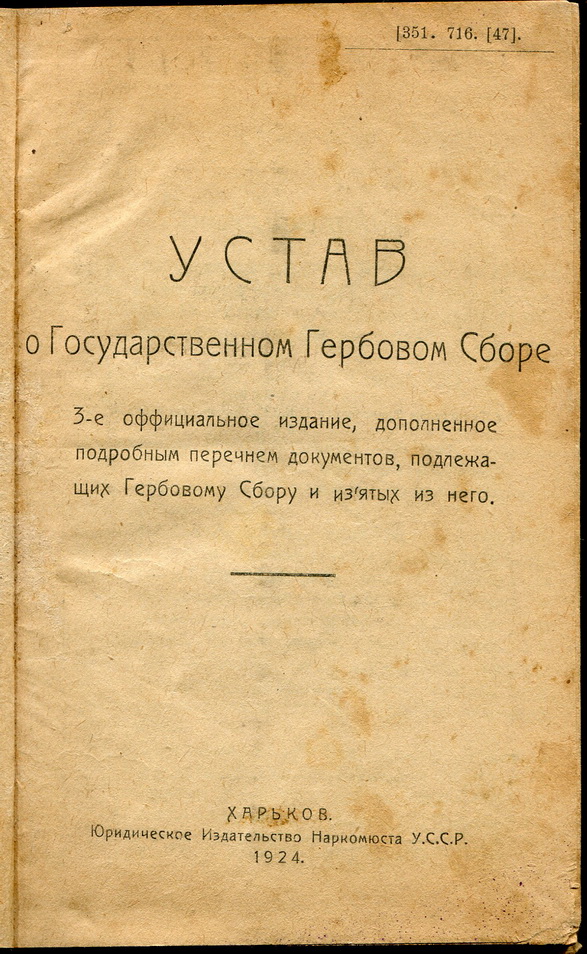 [351. 716. [47].
УСТАВ
о Государственном Гербовом Сборе
3-е оффициальное издание, дополненное
подробным перечнем документов, подлежа-
щих Гербовому Сбору и из'ятых из него.
ХАРЬКОВ.
Юридическое Издательство Наркомюста У.С.С.Р.
1924.